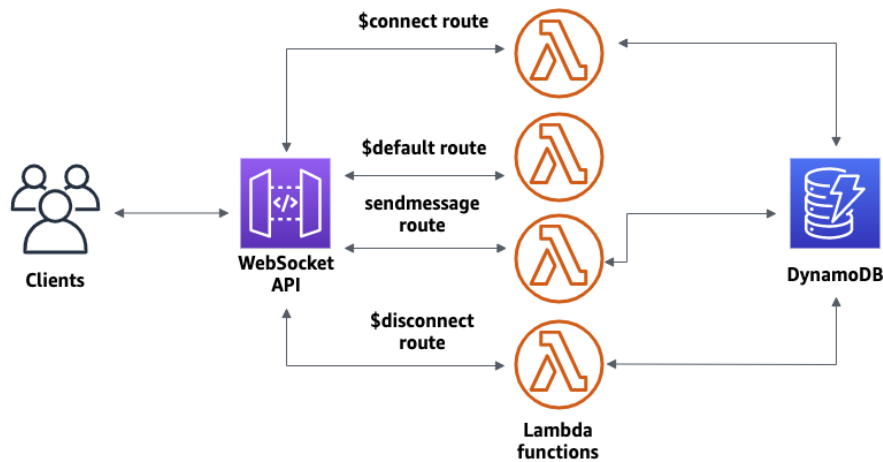 $connect route
$default route
sendmessage
route
</>
WebSocket
API
Clients
DynamoDB
$disconnect
route
Lambda
functions